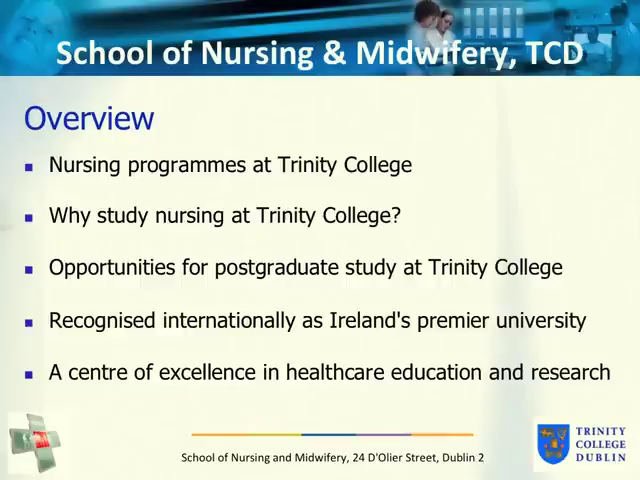 School of Nursing & Midwifery, TCD
Overview
Nursing programmes at Trinity College
Why study nursing at Trinity College?
Opportunities for postgraduate study at Trinity College
Recognised internationally as Ireland's premier university
A centre of excellence in healthcare education and research
School of Nursing and Midwifery, 24 D'Olier Street, Dublin 2
TRINITY
COLLEGE
DUBLIN